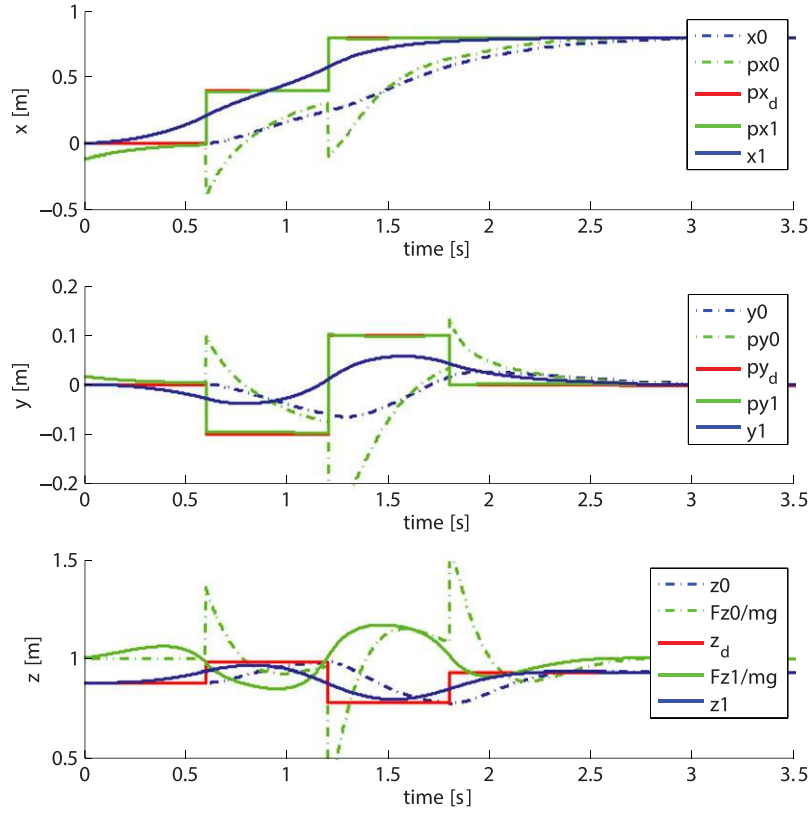 1
0.5
0
−0.5
x [m]
0
0.5
1
1.5
2
2.5
3
3.5
time [s]
x0
px0
px_d
px1
x1
0.2
0.1
0
−0.1
−0.2
y [m]
0
0.5
1
1.5
2
2.5
3
3.5
time [s]
y0
py0
py_d
py1
y1
1.5
1
0.5
z [m]
0
0.5
1
1.5
2
2.5
3
3.5
time [s]
z0
Fz0/mg
z_d
Fz1/mg
z1